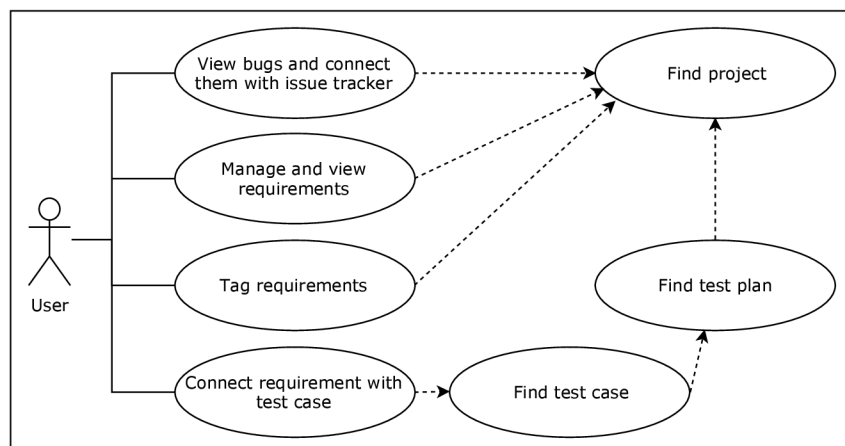 View bugs and connect
them with issue tracker
Find project
Manage and view
requirements
User
Tag requirements
Find test plan
Connect requirement with
test case
Find test case